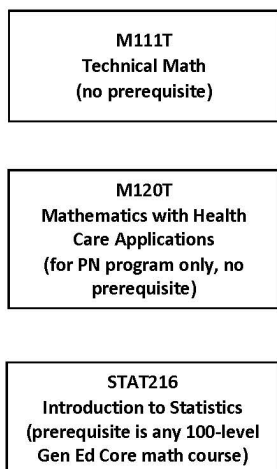 M111T
Technical Math
(no prerequisite)
M120T
Mathematics with Health
Care Applications
(for PN program only, no
prerequisite)
STAT216
Introduction to Statistics
(prerequisite is any 100-level
Gen Ed Core math course)